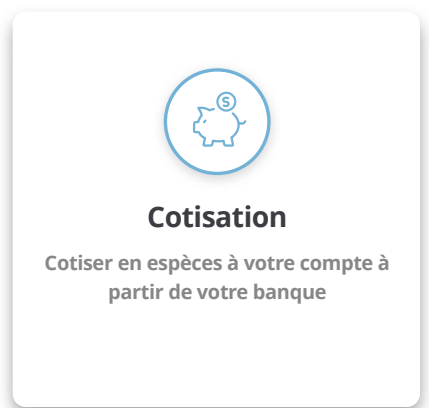 S
Cotisation
Cotiser en espèces à votre compte à
partir de votre banque